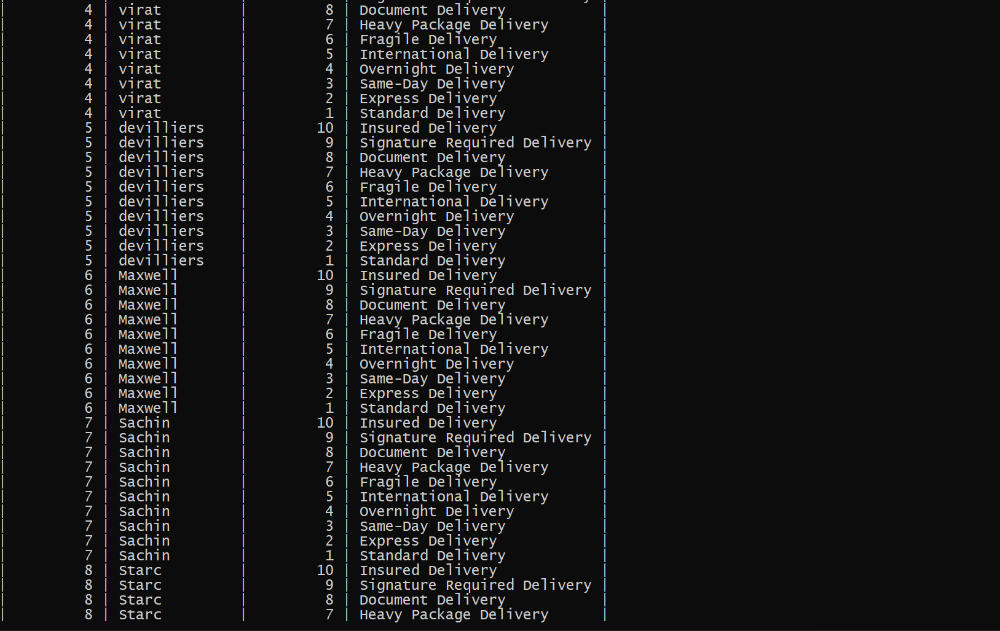 | 4 | virat | 8 | Document Delivery |
| 4 | virat | 7 | Heavy Package Delivery |
| 4 | virat | 6 | Fragile Delivery |
| 4 | virat | 5 | International Delivery |
| 4 | virat | 4 | Overnight Delivery |
| 4 | virat | 3 | Same-Day Delivery |
| 4 | virat | 2 | Express Delivery |
| 4 | virat | 1 | Standard Delivery |
| 5 | devilliers | 10 | Insured Delivery |
| 5 | devilliers | 9 | Signature Required Delivery |
| 5 | devilliers | 8 | Document Delivery |
| 5 | devilliers | 7 | Heavy Package Delivery |
| 5 | devilliers | 6 | Fragile Delivery |
| 5 | devilliers | 5 | International Delivery |
| 5 | devilliers | 4 | Overnight Delivery |
| 5 | devilliers | 3 | Same-Day Delivery |
| 5 | devilliers | 2 | Express Delivery |
| 5 | devilliers | 1 | Standard Delivery |
| 6 | Maxwell | 10 | Insured Delivery |
| 6 | Maxwell | 9 | Signature Required Delivery |
| 6 | Maxwell | 8 | Document Delivery |
| 6 | Maxwell | 7 | Heavy Package Delivery |
| 6 | Maxwell | 6 | Fragile Delivery |
| 6 | Maxwell | 5 | International Delivery |
| 6 | Maxwell | 4 | Overnight Delivery |
| 6 | Maxwell | 3 | Same-Day Delivery |
| 6 | Maxwell | 2 | Express Delivery |
| 6 | Maxwell | 1 | Standard Delivery |
| 7 | Sachin | 10 | Insured Delivery |
| 7 | Sachin | 9 | Signature Required Delivery |
| 7 | Sachin | 8 | Document Delivery |
| 7 | Sachin | 7 | Heavy Package Delivery |
| 7 | Sachin | 6 | Fragile Delivery |
| 7 | Sachin | 5 | International Delivery |
| 7 | Sachin | 4 | Overnight Delivery |
| 7 | Sachin | 3 | Same-Day Delivery |
| 7 | Sachin | 2 | Express Delivery |
| 7 | Sachin | 1 | Standard Delivery |
| 8 | Starc | 10 | Insured Delivery |
| 8 | Starc | 9 | Signature Required Delivery |
| 8 | Starc | 8 | Document Delivery |
| 8 | Starc | 7 | Heavy Package Delivery |